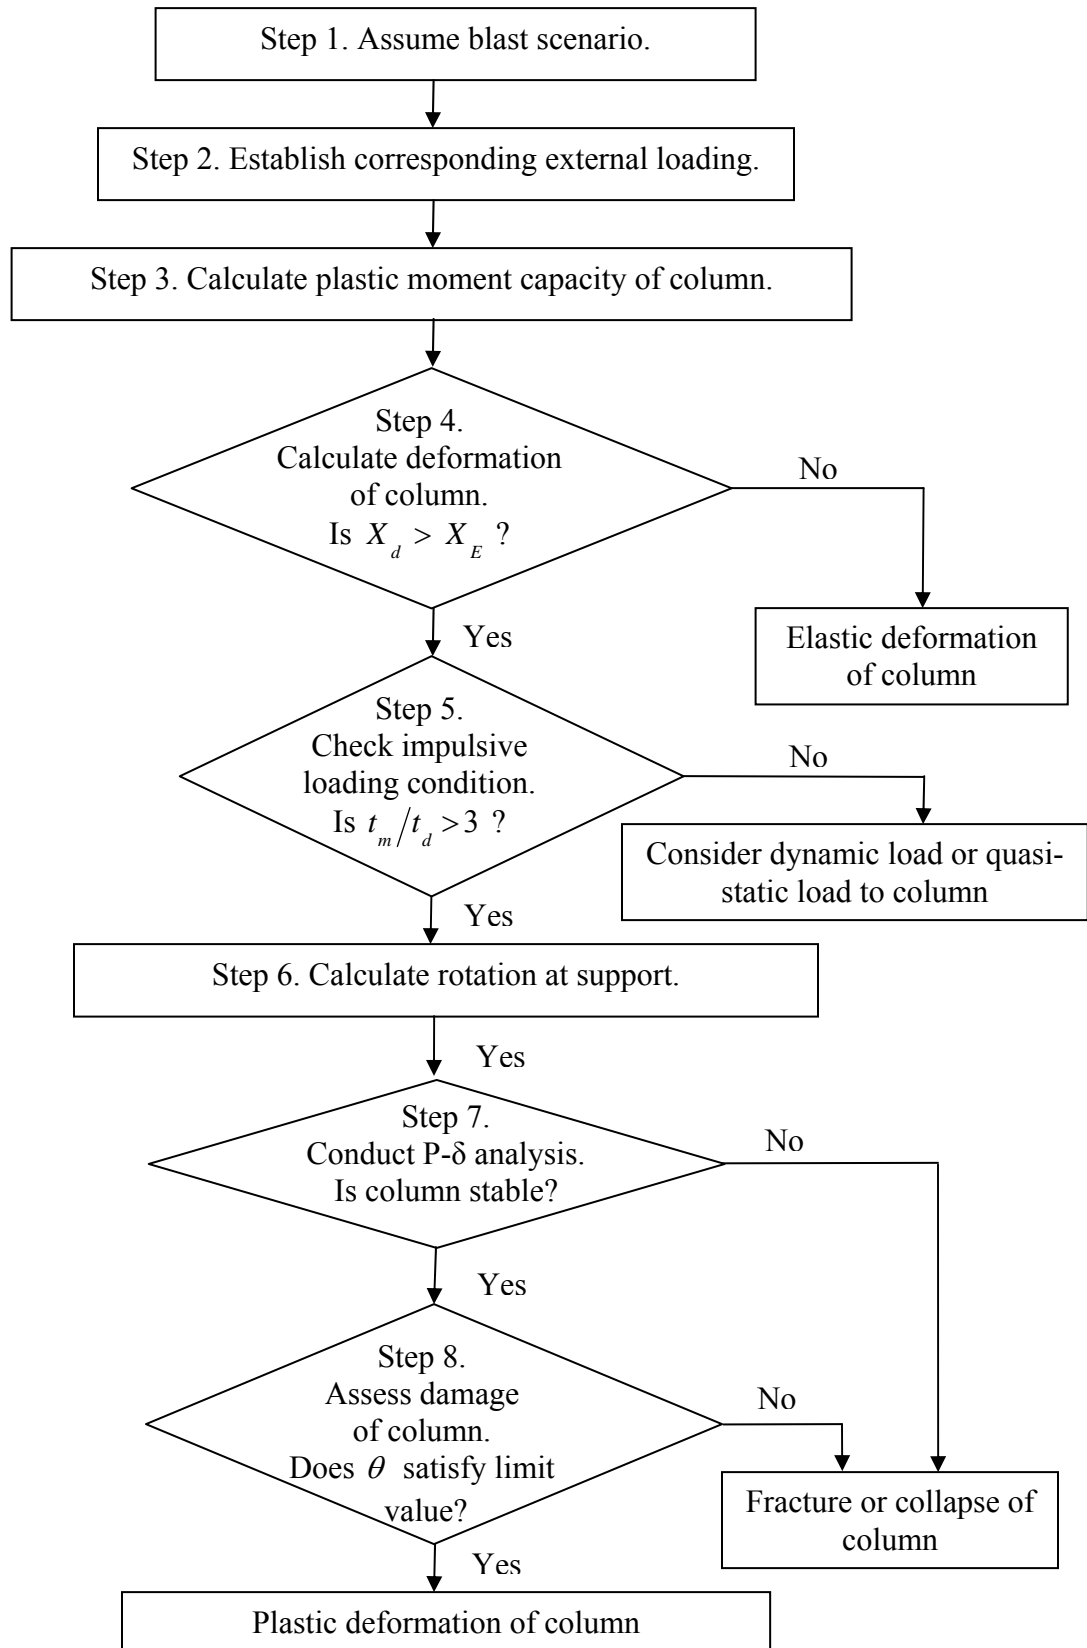 Step 1. Assume blast scenario.
Step 2. Establish corresponding external loading.
Step 3. Calculate plastic moment capacity of column.
Step 4.
Calculate deformation
of column.
Is X_d > X_E ?
No
Elastic deformation
of column
Yes
Step 5.
Check impulsive
loading condition.
Is t_m/t_d >3 ?
No
Consider dynamic load or quasi-
static load to column
Yes
Step 6. Calculate rotation at support.
Yes
Step 7.
Conduct P-δ analysis.
Is column stable?
No
Yes
Step 8.
Assess damage
of column.
Does θ satisfy limit
value?
No
Fracture or collapse of
column
Yes
Plastic deformation of column